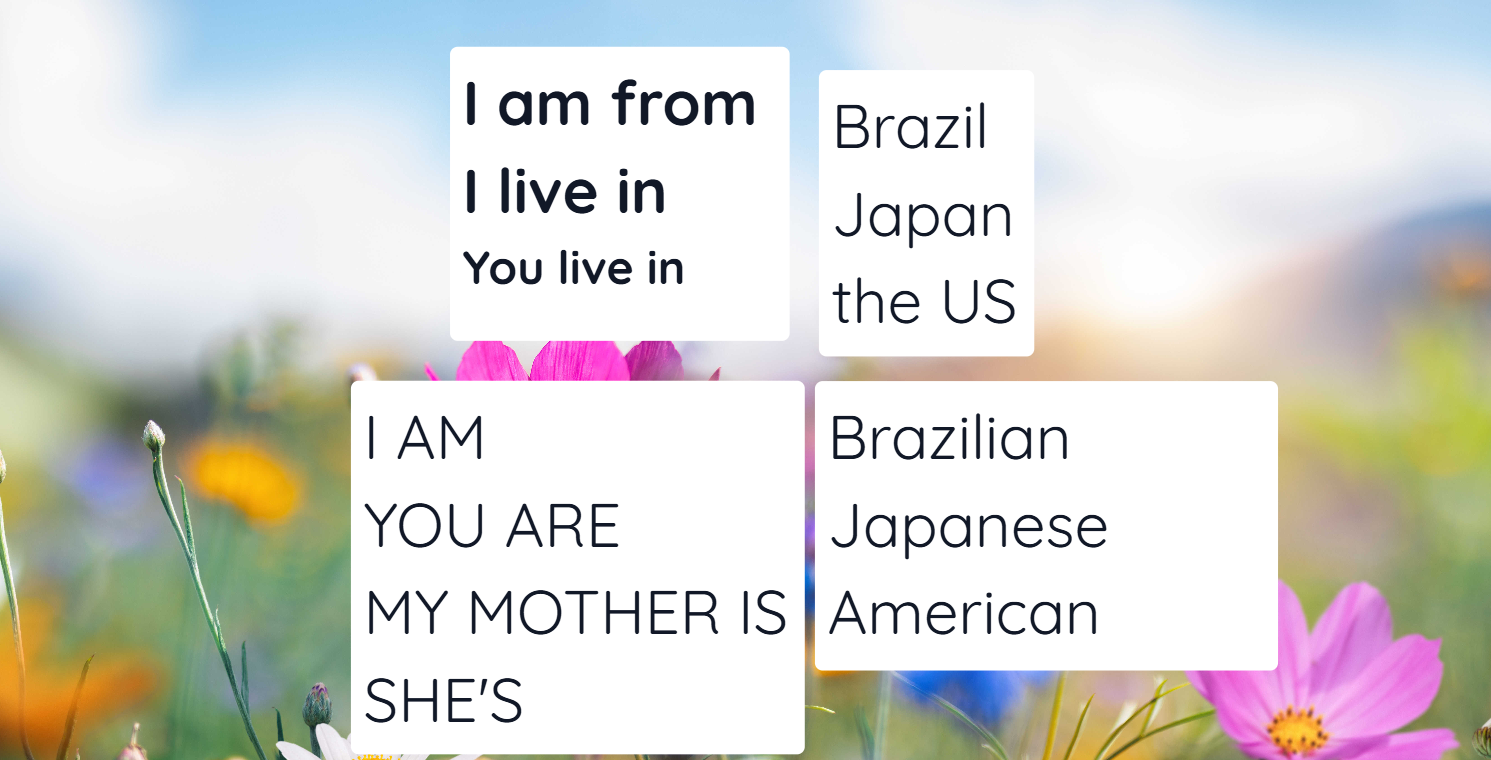 I am from
I live in
You live in
Brazil
Japan
the US
I AM
YOU ARE
MY MOTHER IS
SHE'S
Brazilian
Japanese
American